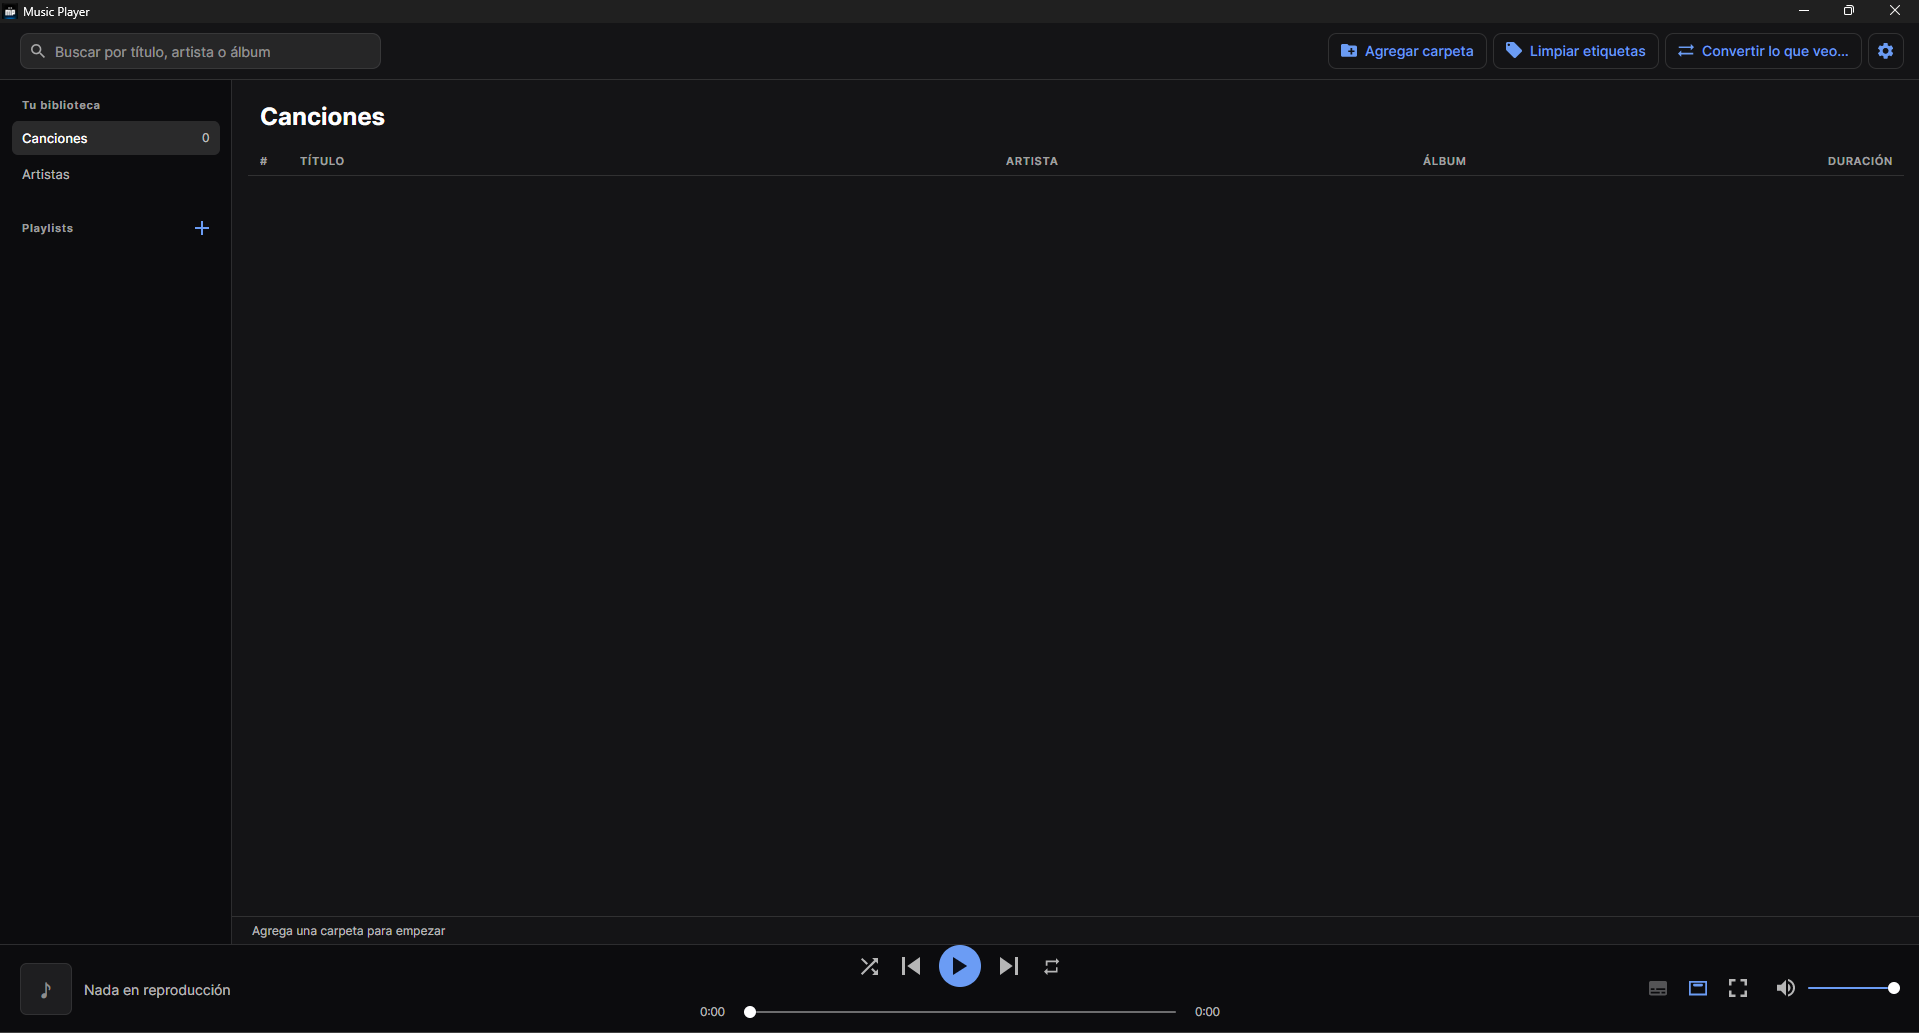 Music Player
Buscar por título, artista o álbum
Agregar carpeta
Limpiar etiquetas
Convertir lo que veo...
Tu biblioteca
Canciones 0
Artistas
Playlists
Canciones
# TÍTULO ARTISTA ÁLBUM DURACIÓN
Agrega una carpeta para empezar
Nada en reproducción
0:00 0:00